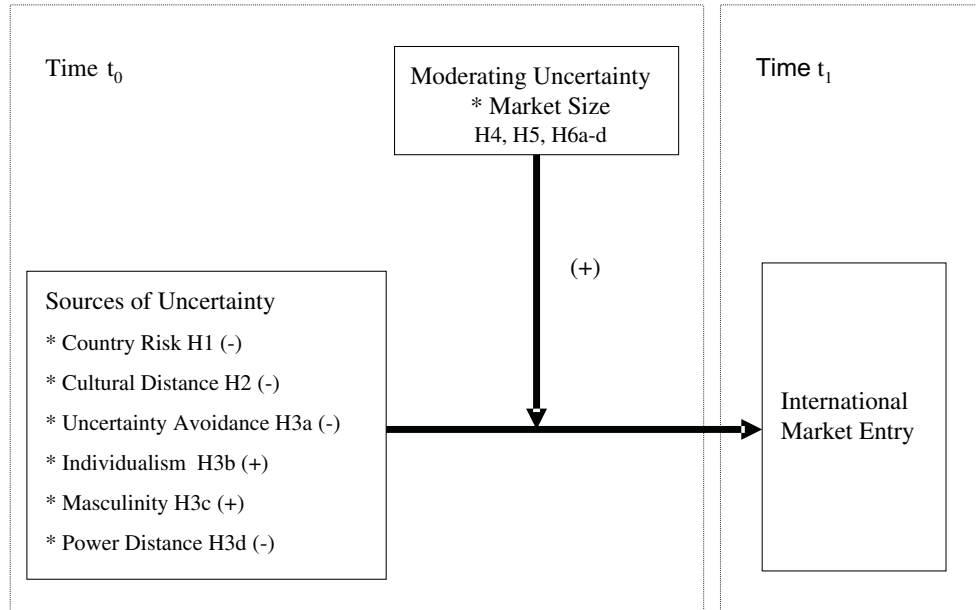 Time t0
Moderating Uncertainty
* Market Size
H4, H5, H6a-d
Time t1
(+)
Sources of Uncertainty
* Country Risk H1 (-)
* Cultural Distance H2 (-)
* Uncertainty Avoidance H3a (-)
* Individualism H3b (+)
* Masculinity H3c (+)
* Power Distance H3d (-)
International
Market Entry